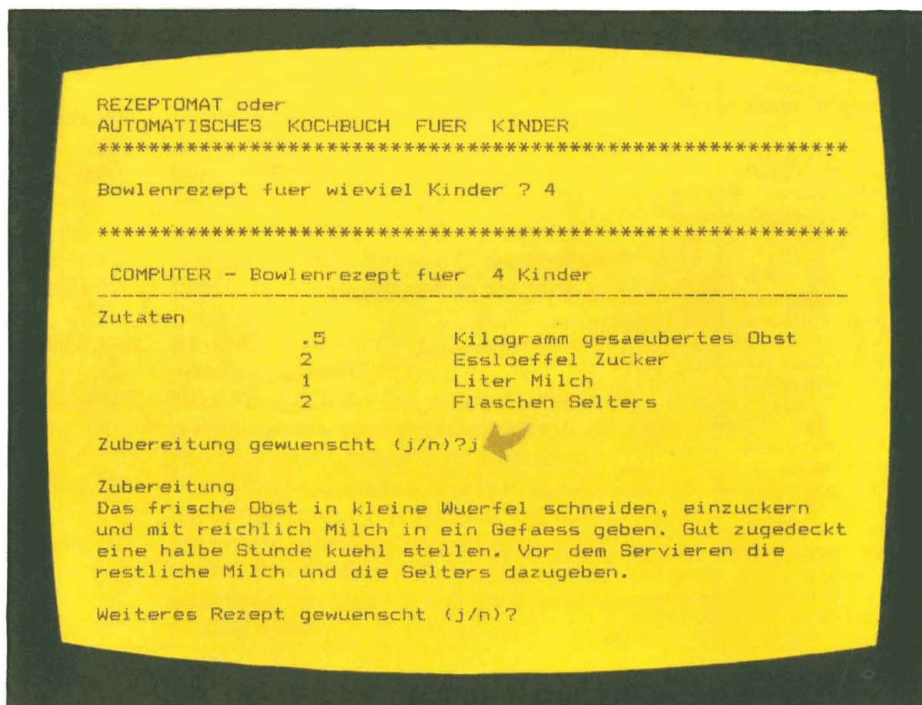 REZEPTOMAT oder
AUTOMATISCHES KOCHBUCH FUER KINDER
************************************************************
Bowlenrezept fuer wieviel Kinder ? 4
************************************************************
COMPUTER - Bowlenrezept fuer 4 Kinder
------------------------------------------------------------
Zutaten
.5 Kilogramm gesaeubertes Obst
2 Essloeffel Zucker
1 Liter Milch
2 Flaschen Selters
Zubereitung gewuenscht (j/n)?j
Zubereitung
Das frische Obst in kleine Wuerfel schneiden, einzuckern
und mit reichlich Milch in ein Gefaess geben. Gut zugedeckt
eine halbe Stunde kuehl stellen. Vor dem Servieren die
restliche Milch und die Selters dazugeben.
Weiteres Rezept gewuenscht (j/n)?